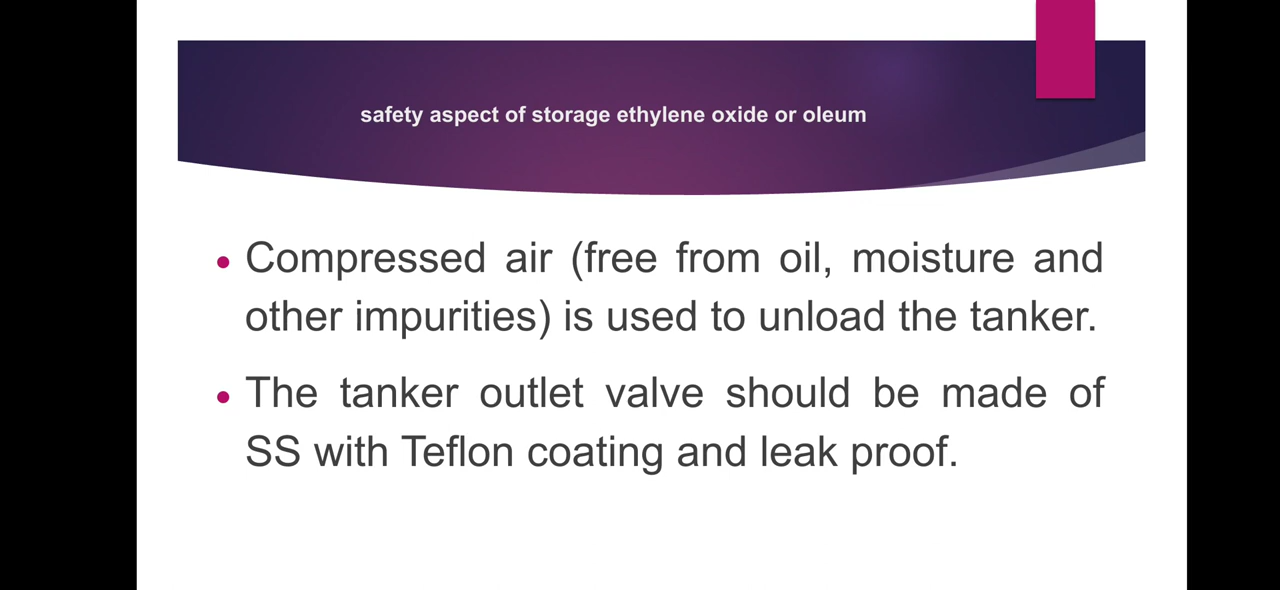 safety aspect of storage ethylene oxide or oleum
• Compressed air (free from oil, moisture and
other impurities) is used to unload the tanker.
• The tanker outlet valve should be made of
SS with Teflon coating and leak proof.